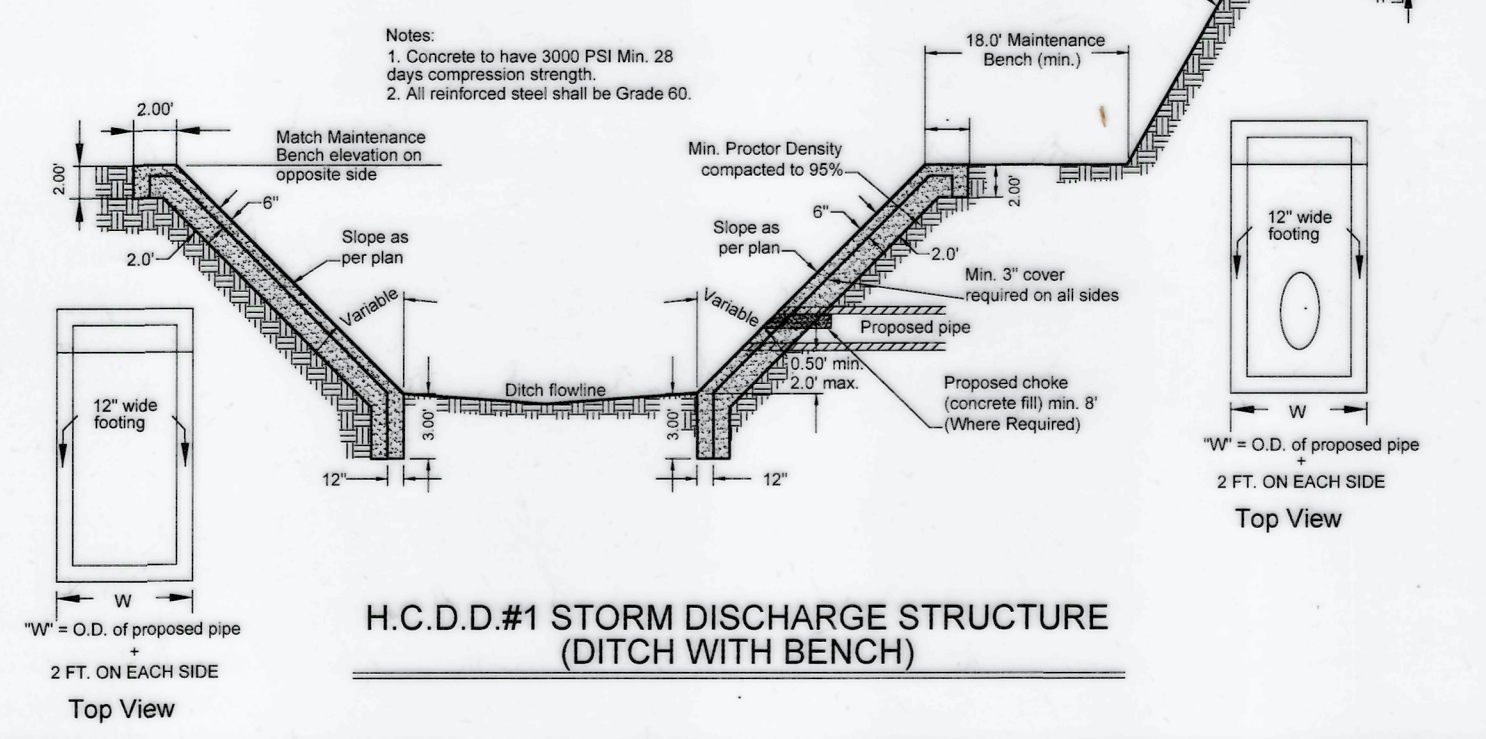 Notes:
1. Concrete to have 3000 PSI Min. 28
days compression strength.
2. All reinforced steel shall be Grade 60.
18.0' Maintenance
Bench (min.)
2.00'
2.00'
Match Maintenance
Bench elevation on
opposite side
6"
2.0'
Slope as
per plan
Variable
Min. Proctor Density
compacted to 95%
6"
Slope as
per plan
2.00'
2.0'
Min. 3" cover
required on all sides
Variable
Proposed pipe
0.50' min.
2.0' max.
Proposed choke
(concrete fill) min. 8'
(Where Required)
Ditch flowline
3.00'
3.00'
12"
12"
12" wide
footing
W
"W" = O.D. of proposed pipe
+
2 FT. ON EACH SIDE
Top View
12" wide
footing
W
"W" = O.D. of proposed pipe
+
2 FT. ON EACH SIDE
Top View
H.C.D.D.#1 STORM DISCHARGE STRUCTURE
(DITCH WITH BENCH)